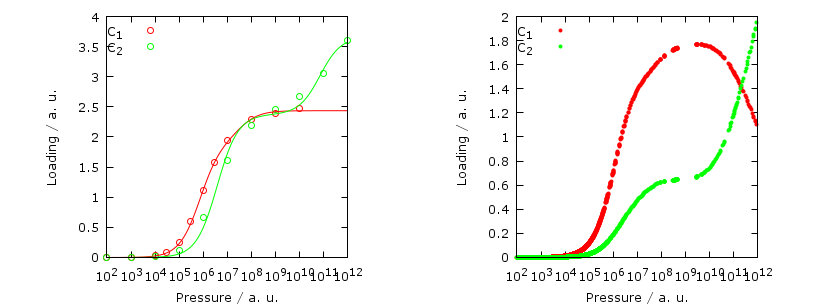 4
3.5
3
2.5
2
1.5
1
0.5
0
C₁
C₂
Loading / a. u.
10² 10³ 10⁴ 10⁵ 10⁶ 10⁷ 10⁸ 10⁹ 10¹⁰ 10¹¹ 10¹²
Pressure / a. u.
2
1.8
1.6
1.4
1.2
1
0.8
0.6
0.4
0.2
0
C₁
C₂
Loading / a. u.
10² 10³ 10⁴ 10⁵ 10⁶ 10⁷ 10⁸ 10⁹ 10¹⁰ 10¹¹ 10¹²
Pressure / a. u.